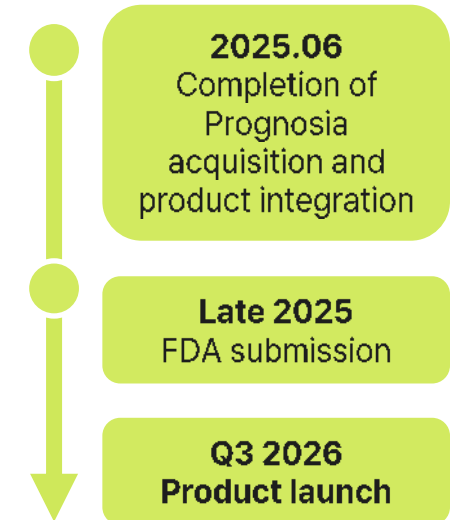 2025.06
Completion of
Prognosia
acquisition and
product integration
Late 2025
FDA submission
Q3 2026
Product launch